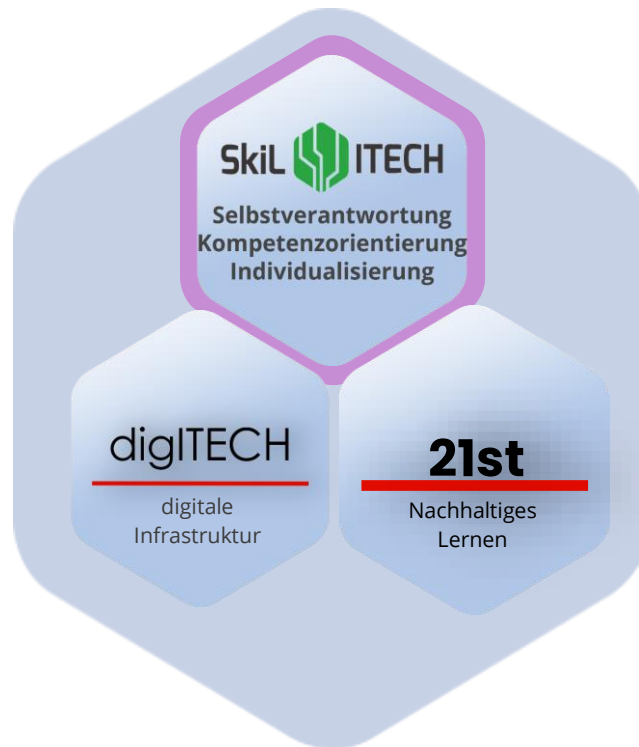 SkiL ITECH
Selbstverantwortung
Kompetenzorientierung
Individualisierung
digITECH
digitale
Infrastruktur
21st
Nachhaltiges
Lernen